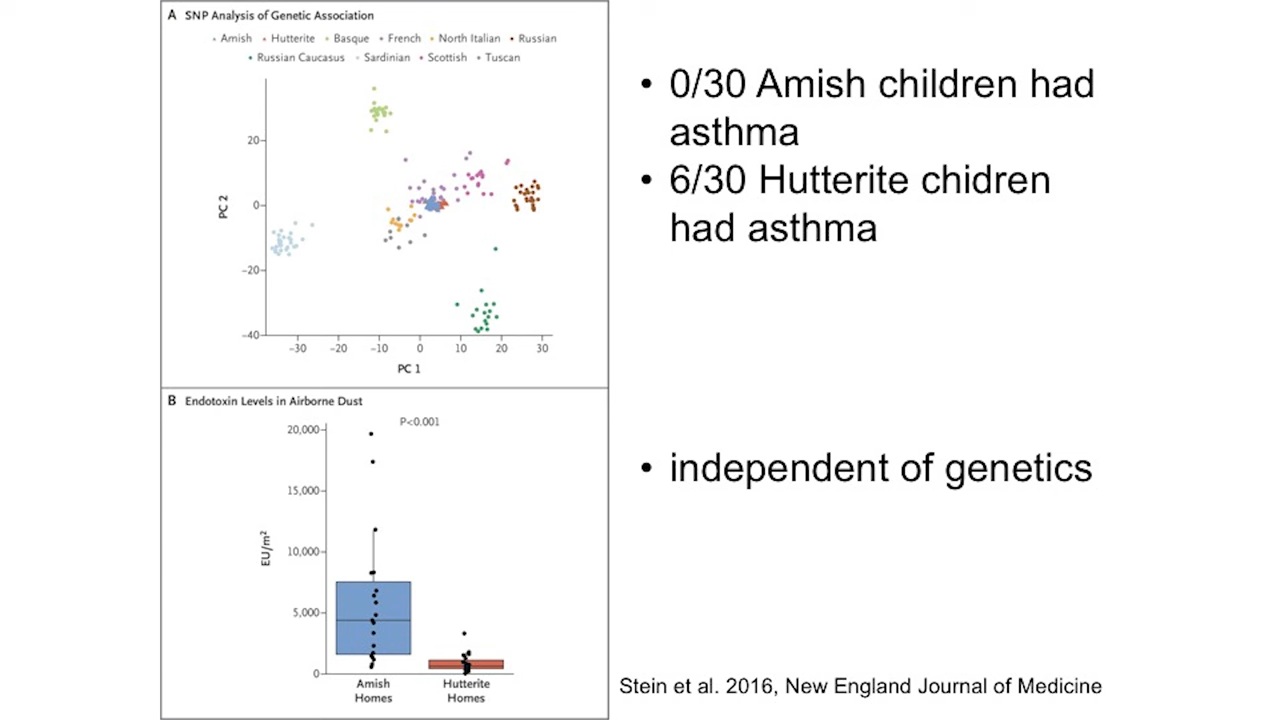 A SNP Analysis of Genetic Association
Amish Hutterite Basque French North Italian Russian
Russian Caucasus Sardinian Scottish Tuscan
20
0
−20
−40
PC 2
−30 −20 −10 0 10 20 30
PC 1
B Endotoxin Levels in Airborne Dust
P<0.001
20,000
15,000
10,000
5,000
0
EU/m²
Amish Hutterite
Homes Homes
• 0/30 Amish children had
asthma
• 6/30 Hutterite chidren
had asthma
• independent of genetics
Stein et al. 2016, New England Journal of Medicine